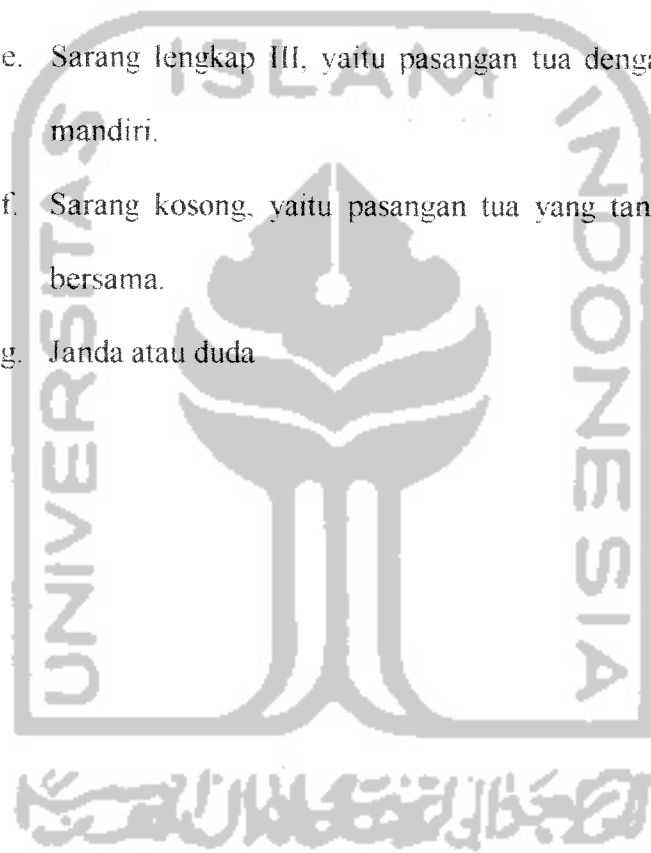 e. Sarang lengkap III, yaitu pasangan tua denga
mandiri.
f. Sarang kosong, yaitu pasangan tua yang tan
bersama.
g. Janda atau duda
ISLAM
UNIVERSITAS
INDONESIA